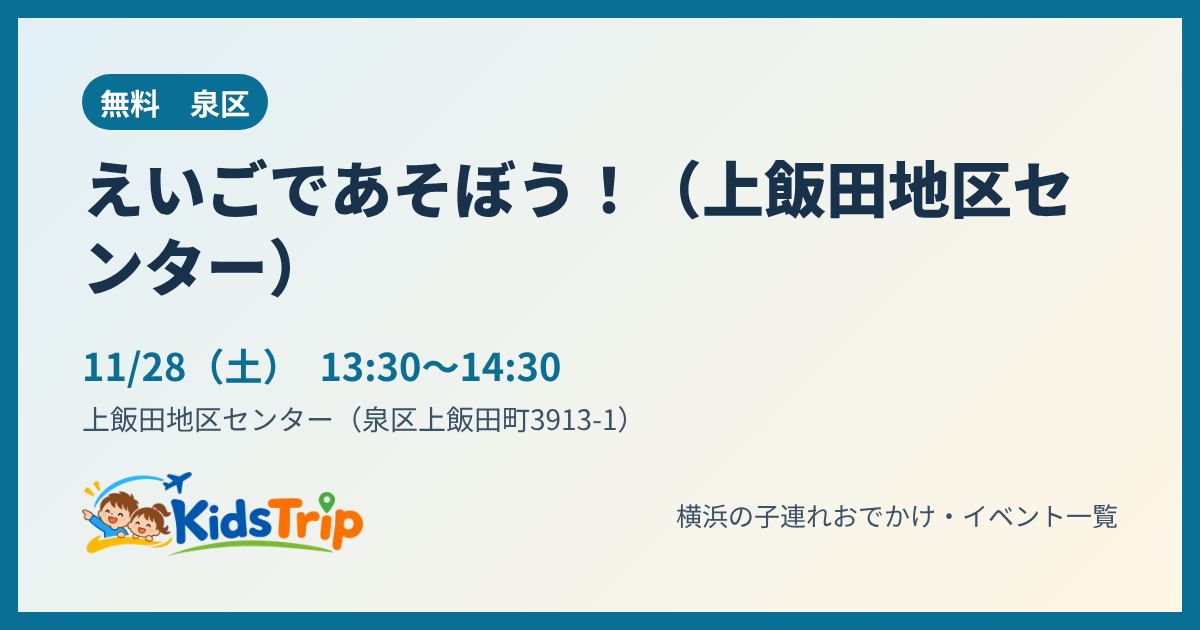 無料　泉区
えいごであそぼう！（上飯田地区セ
ンター）
11/28（土）　13:30〜14:30
上飯田地区センター（泉区上飯田町3913-1）
KidsTrip
横浜の子連れおでかけ・イベント一覧